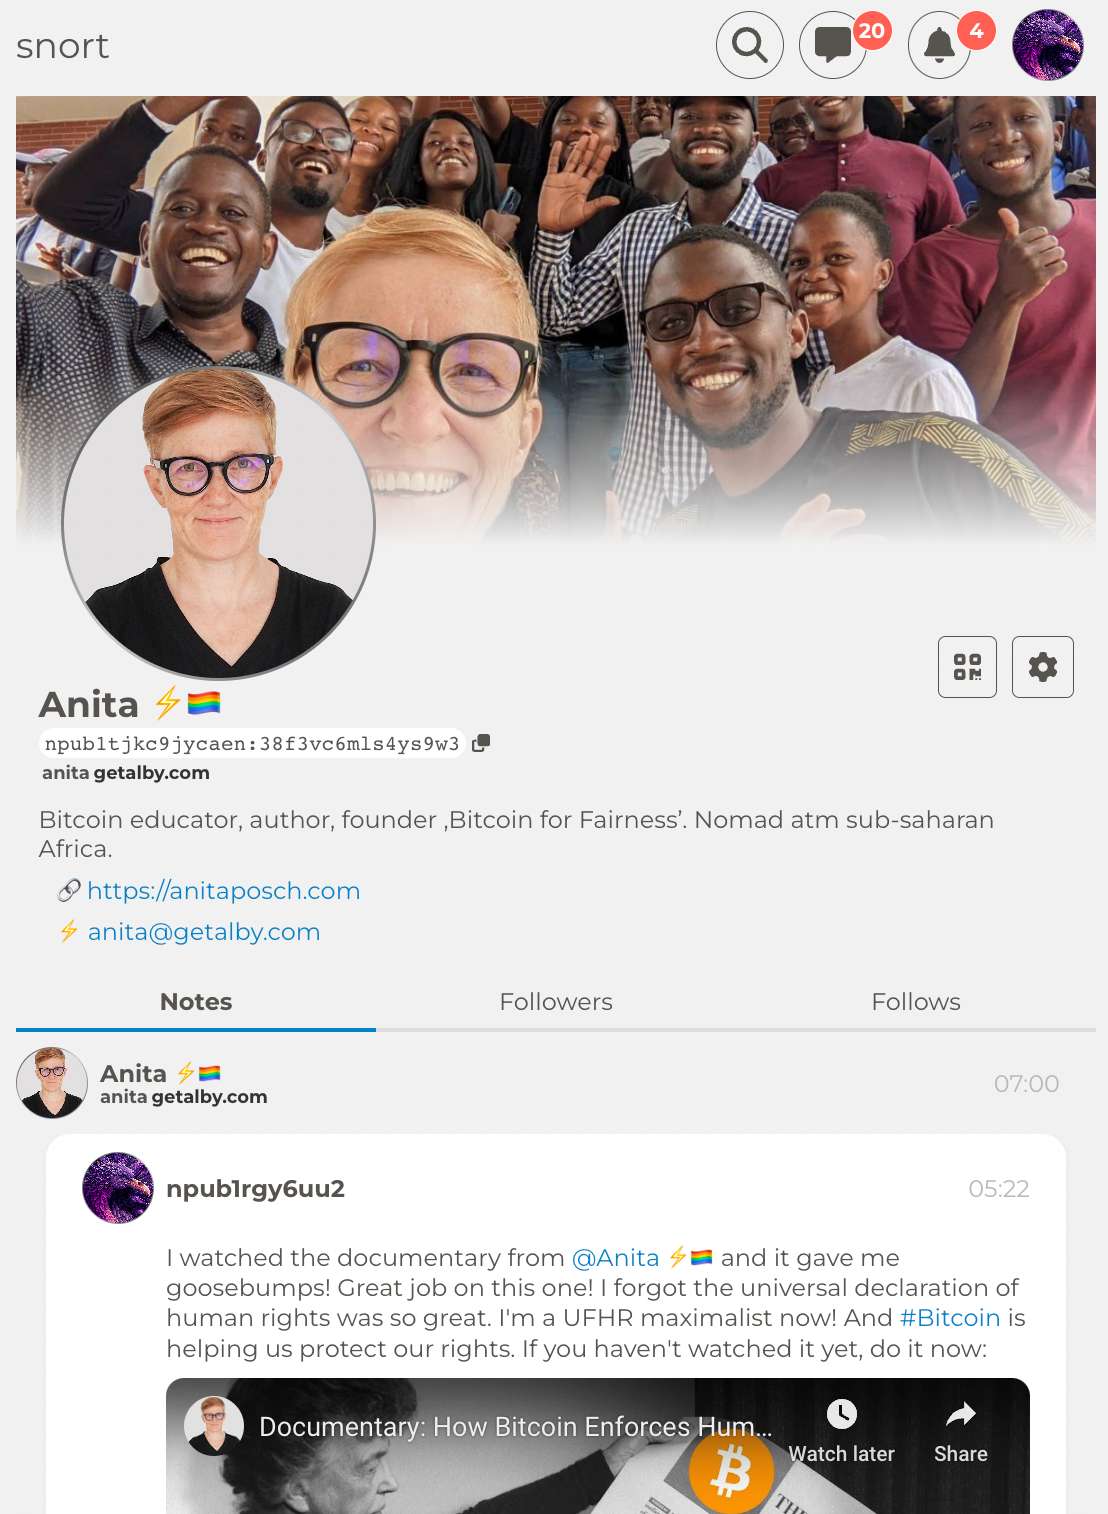 snort
20
4
Anita ⚡🏳️‍🌈
npub1tjkc9jycaen:38f3vc6mls4ys9w3
anita getalby.com
Bitcoin educator, author, founder ‚Bitcoin for Fairness’. Nomad atm sub-saharan
Africa.
🔗 https://anitaposch.com
⚡ anita@getalby.com
Notes Followers Follows
Anita ⚡🏳️‍🌈
anita getalby.com
07:00
npub1rgy6uu2
05:22
I watched the documentary from @Anita ⚡🏳️‍🌈 and it gave me
goosebumps! Great job on this one! I forgot the universal declaration of
human rights was so great. I'm a UFHR maximalist now! And #Bitcoin is
helping us protect our rights. If you haven't watched it yet, do it now:
Documentary: How Bitcoin Enforces Hum...
Watch later
Share
THE